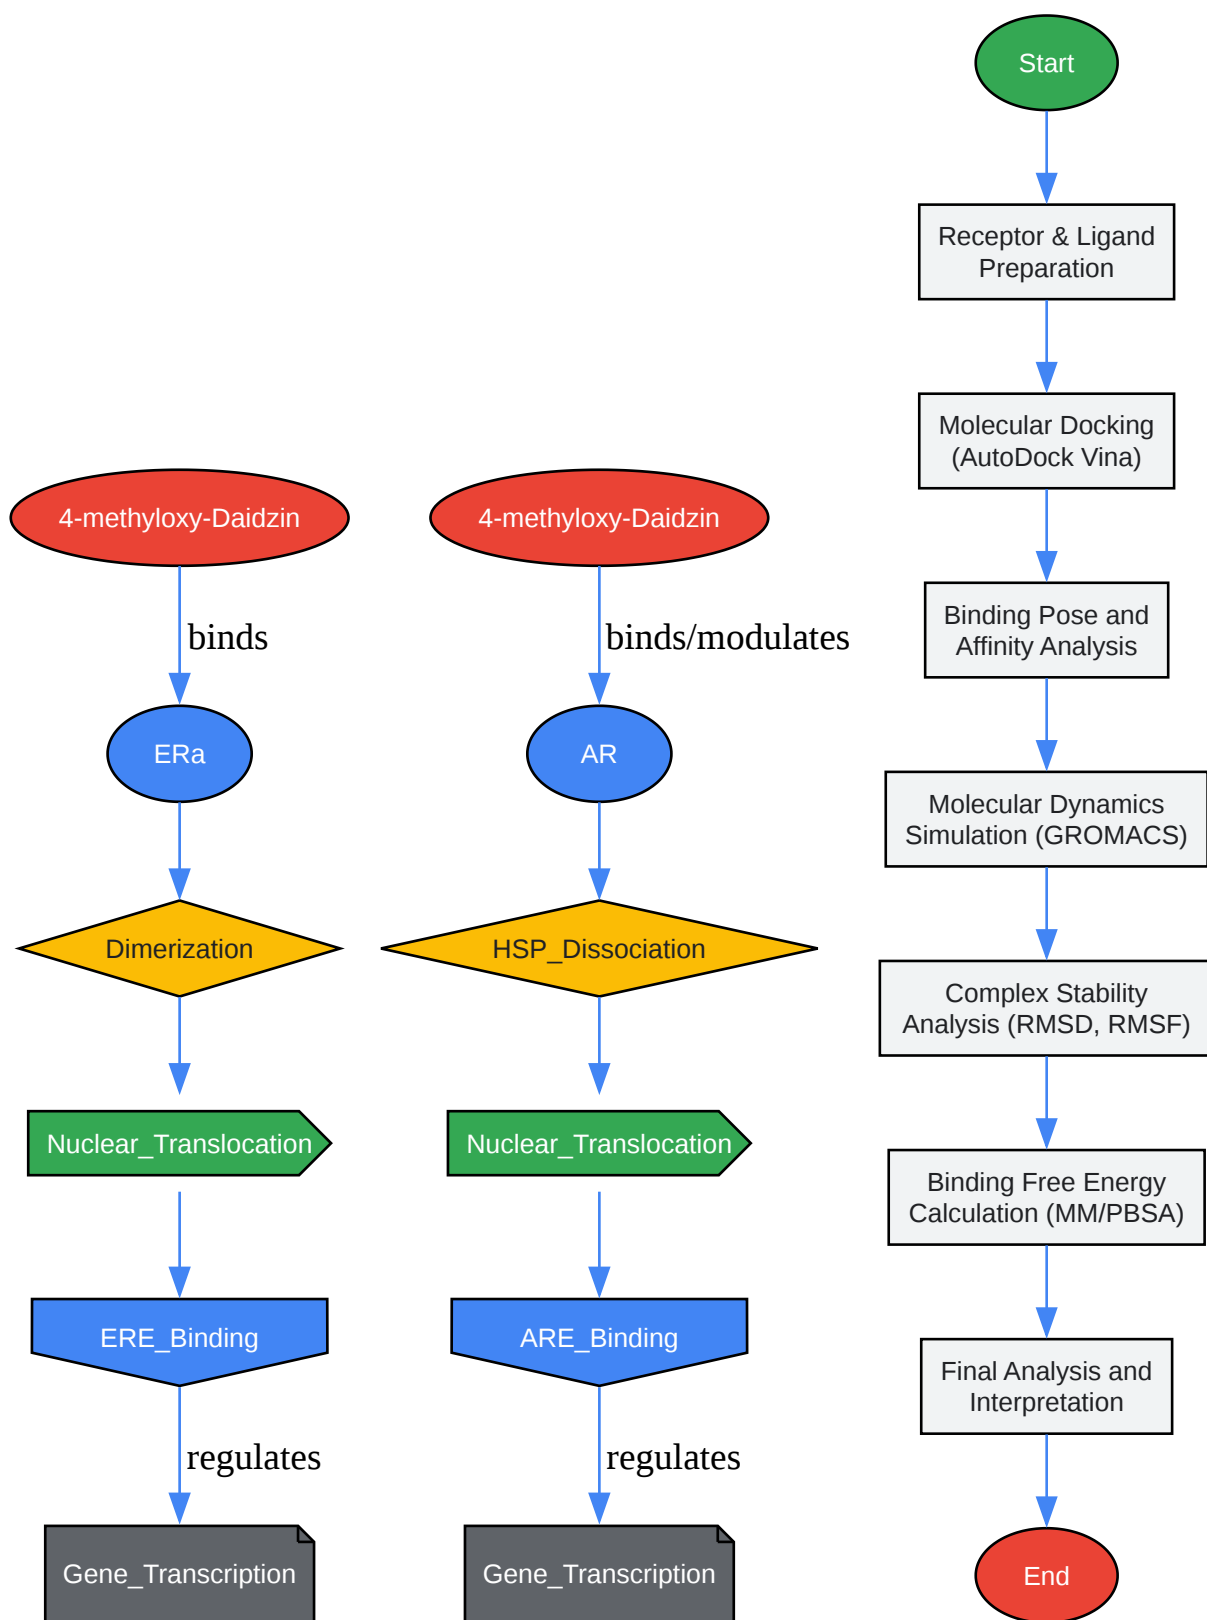 4-methyloxy-Daidzin
binds
ERa
Dimerization
Nuclear_Translocation
ERE_Binding
regulates
Gene_Transcription
4-methyloxy-Daidzin
binds/modulates
AR
HSP_Dissociation
Nuclear_Translocation
ARE_Binding
regulates
Gene_Transcription
Start
Receptor & Ligand
Preparation
Molecular Docking
(AutoDock Vina)
Binding Pose and
Affinity Analysis
Molecular Dynamics
Simulation (GROMACS)
Complex Stability
Analysis (RMSD, RMSF)
Binding Free Energy
Calculation (MM/PBSA)
Final Analysis and
Interpretation
End